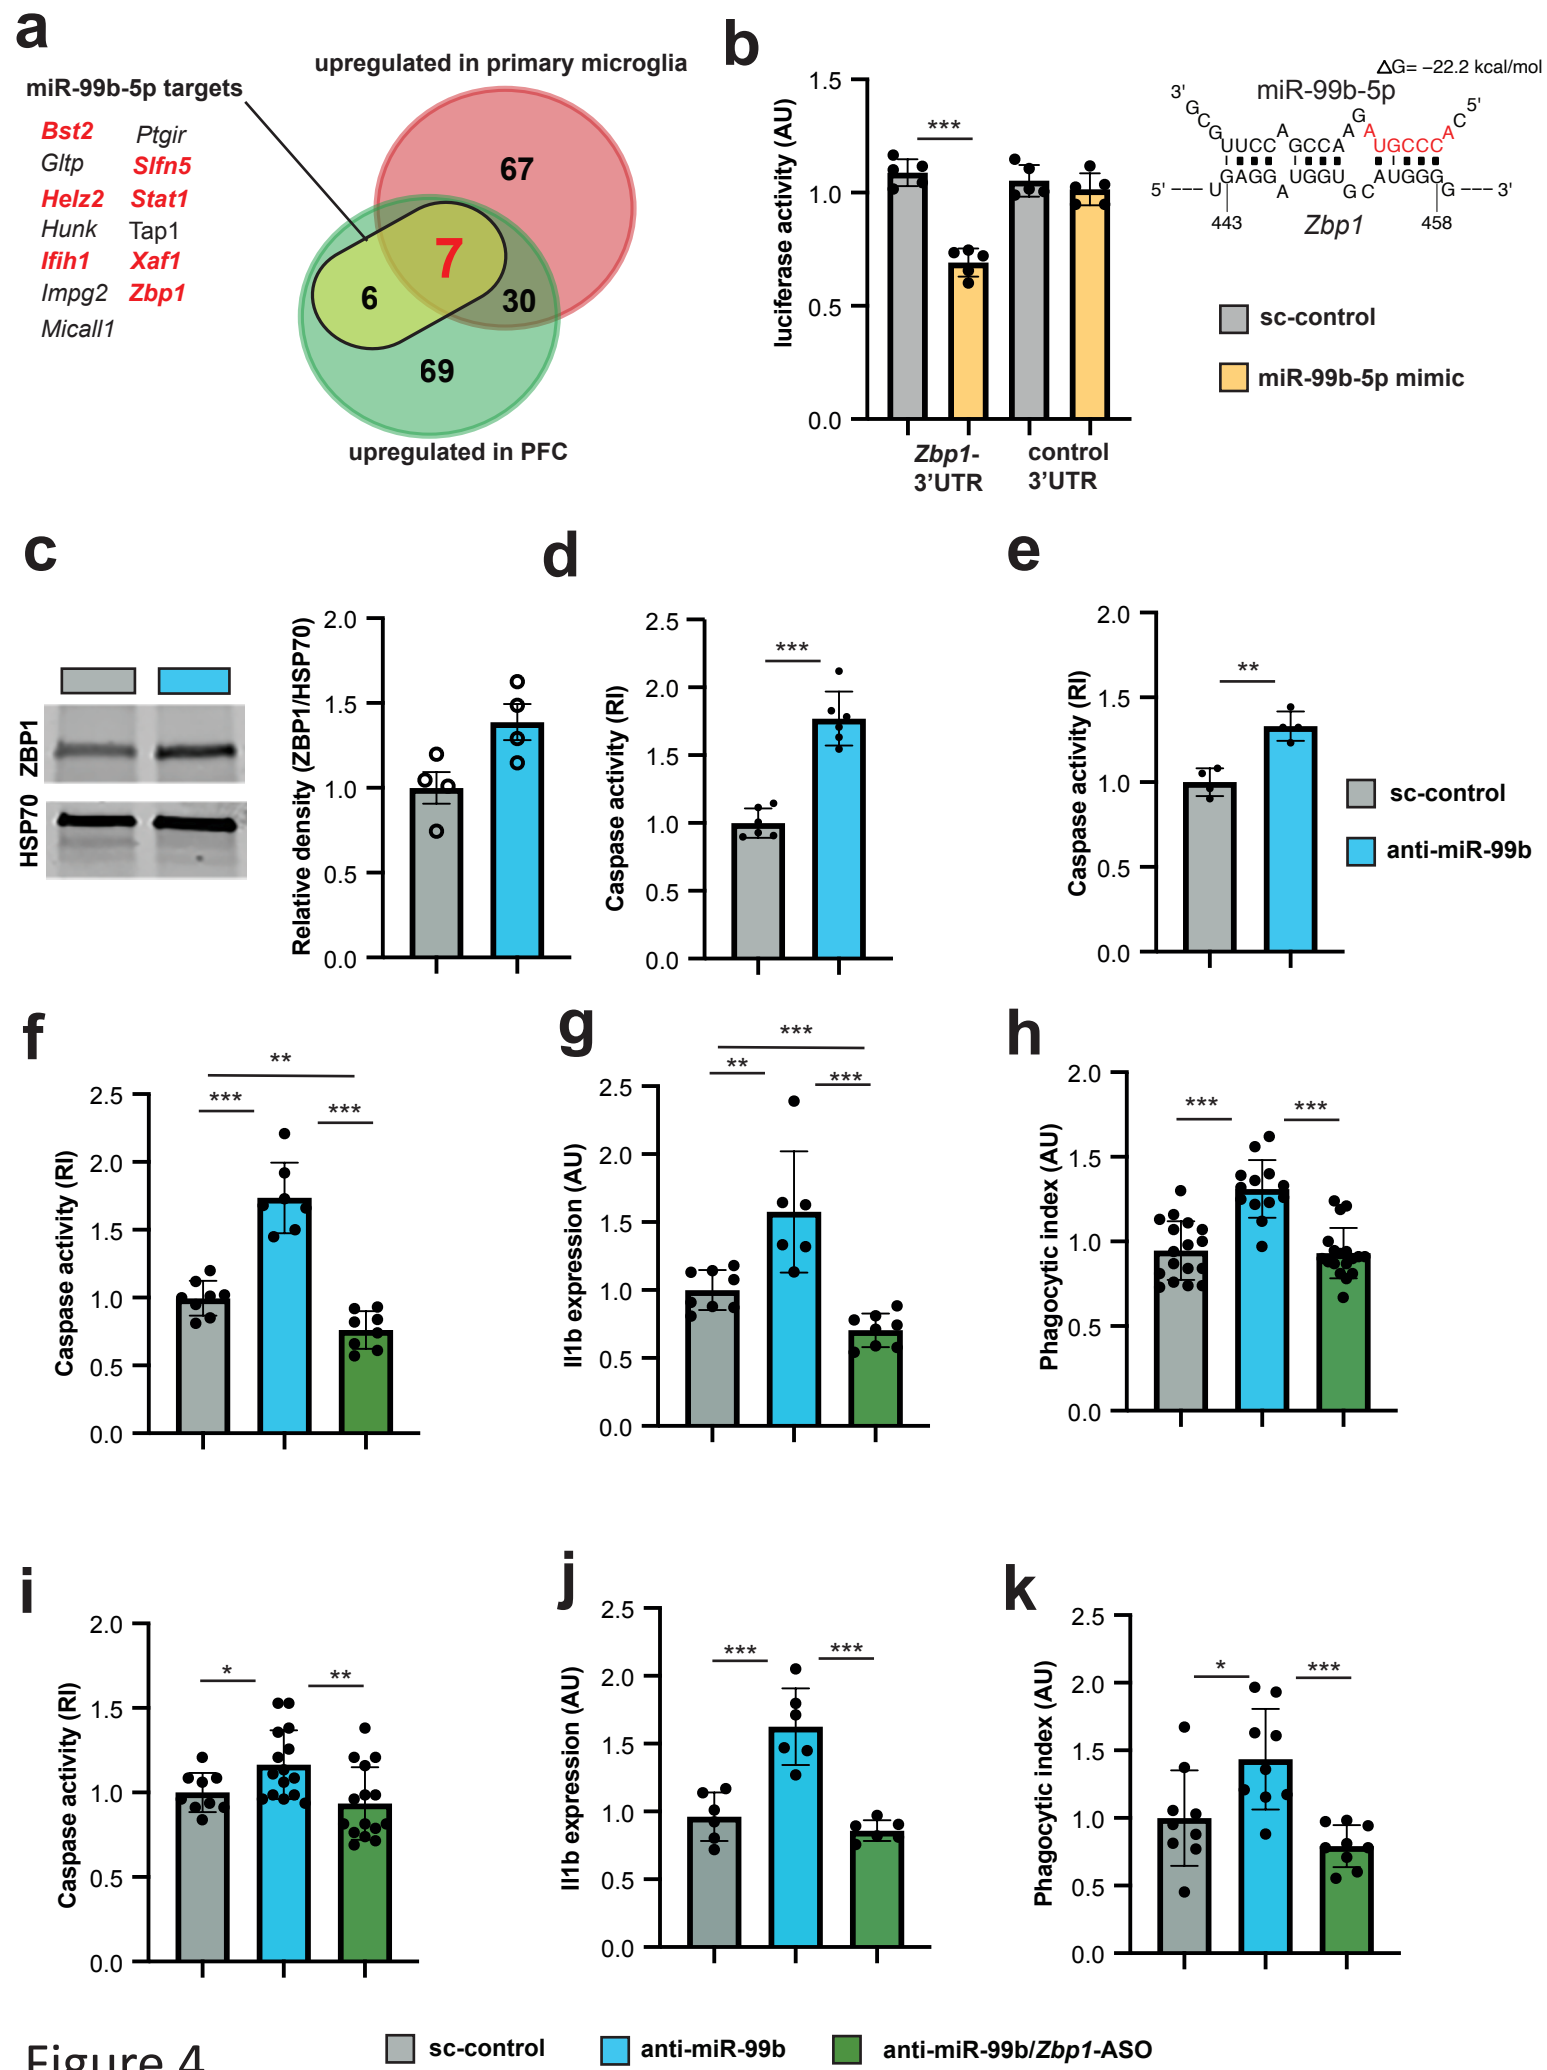 a
upregulated in primary microglia
miR-99b-5p targets
Bst2 Ptgir
Gltp Slfn5
Helz2 Stat1
Hunk Tap1
Ifih1 Xaf1
Impg2 Zbp1
Micall1
67
7
6
30
69
upregulated in PFC
b
luciferase activity (AU)
1.5
1.0
0.5
0.0
***
Zbp1-
3'UTR
control
3'UTR
△G= −22.2 kcal/mol
miR-99b-5p
3' 5'
G C G UUCC A GCCA A G A UGCCC A C
5' --- U GAGG A UGGU G C AUGGG G --- 3'
443 Zbp1 458
sc-control
miR-99b-5p mimic
c
ZBP1
HSP70
Relative density (ZBP1/HSP70)
2.0
1.5
1.0
0.5
0.0
d
Caspase activity (RI)
2.5
2.0
1.5
1.0
0.5
0.0
***
e
Caspase activity (RI)
2.0
1.5
1.0
0.5
0.0
**
sc-control
anti-miR-99b
f
Caspase activity (RI)
2.5
2.0
1.5
1.0
0.5
0.0
**
***
***
g
Il1b expression (AU)
2.5
2.0
1.5
1.0
0.5
0.0
***
**
***
h
Phagocytic index (AU)
2.0
1.5
1.0
0.5
0.0
***
***
i
Caspase activity (RI)
2.0
1.5
1.0
0.5
0.0
*
**
j
Il1b expression (AU)
2.5
2.0
1.5
1.0
0.5
0.0
***
***
k
Phagocytic index (AU)
2.5
2.0
1.5
1.0
0.5
0.0
*
***
sc-control
anti-miR-99b
anti-miR-99b/Zbp1-ASO
Figure 4